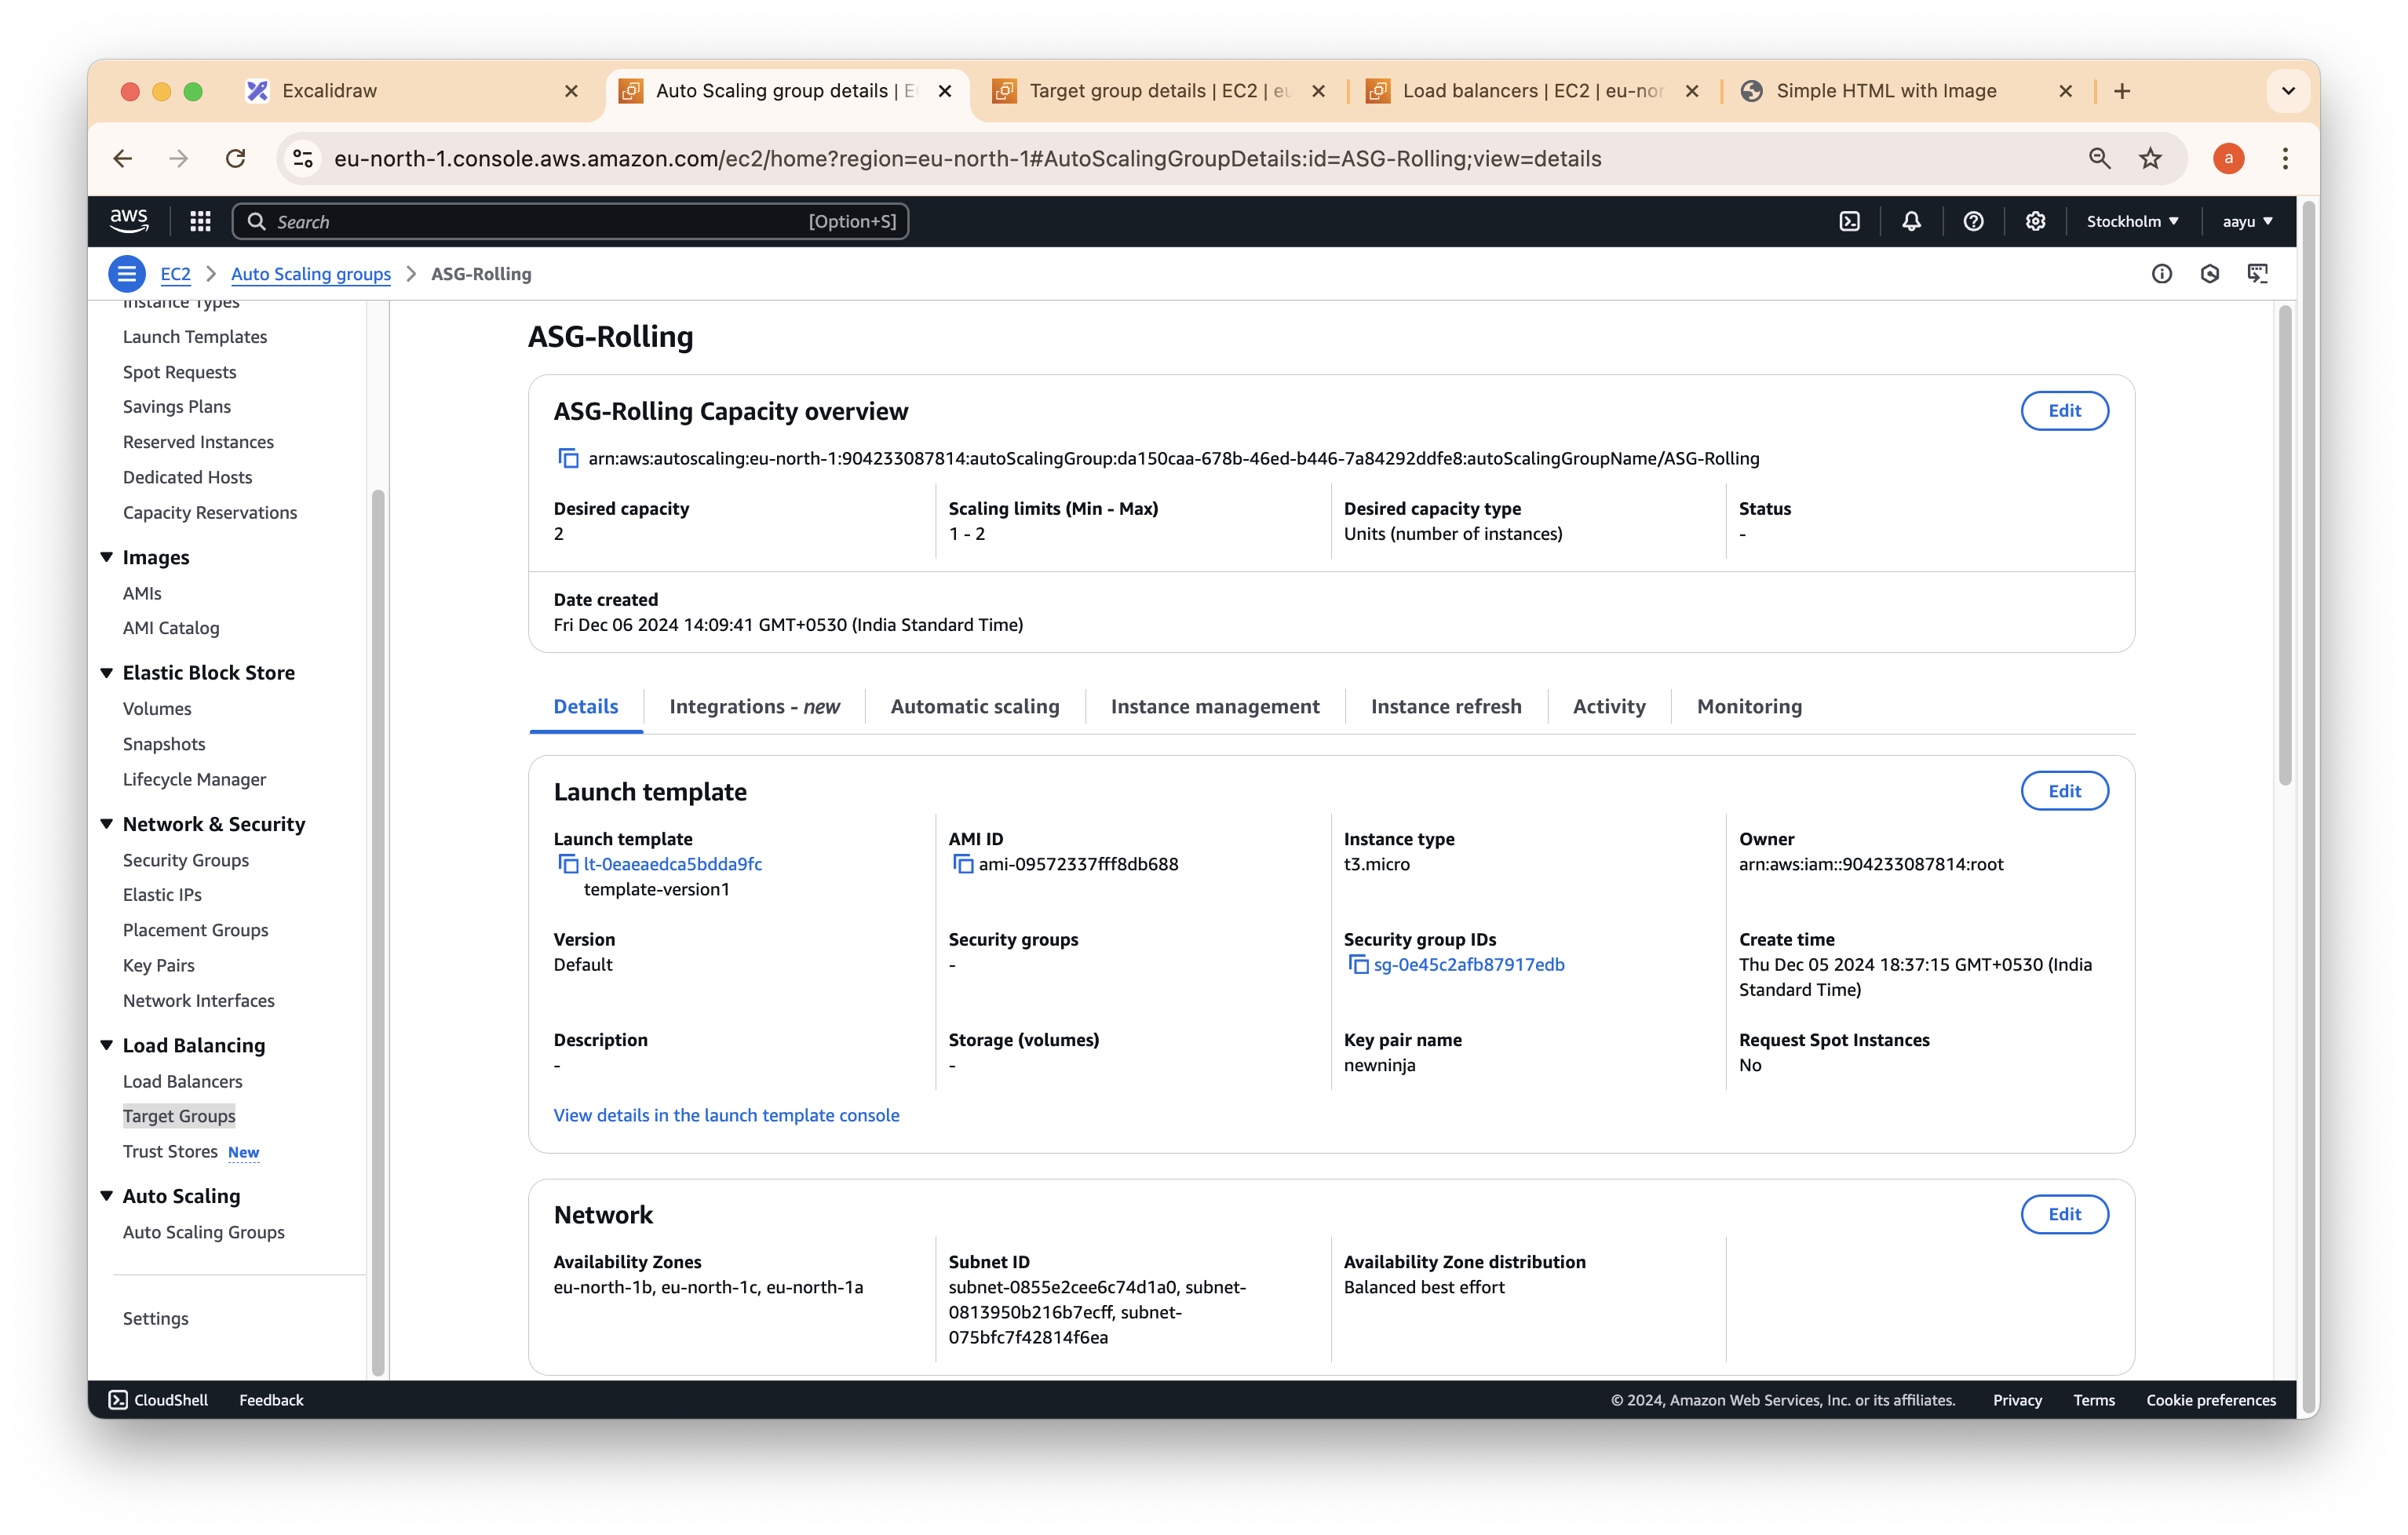 Excalidraw
Auto Scaling group details | E
Target group details | EC2 | eu
Load balancers | EC2 | eu-nor
Simple HTML with Image
eu-north-1.console.aws.amazon.com/ec2/home?region=eu-north-1#AutoScalingGroupDetails:id=ASG-Rolling;view=details
a
aws
Search
[Option+S]
Stockholm
aayu
EC2
Auto Scaling groups
ASG-Rolling
Instance Types
Launch Templates
Spot Requests
Savings Plans
Reserved Instances
Dedicated Hosts
Capacity Reservations
Images
AMIs
AMI Catalog
Elastic Block Store
Volumes
Snapshots
Lifecycle Manager
Network & Security
Security Groups
Elastic IPs
Placement Groups
Key Pairs
Network Interfaces
Load Balancing
Load Balancers
Target Groups
Trust Stores New
Auto Scaling
Auto Scaling Groups
Settings
ASG-Rolling
ASG-Rolling Capacity overview
Edit
arn:aws:autoscaling:eu-north-1:904233087814:autoScalingGroup:da150caa-678b-46ed-b446-7a84292ddfe8:autoScalingGroupName/ASG-Rolling
Desired capacity
2
Scaling limits (Min - Max)
1 - 2
Desired capacity type
Units (number of instances)
Status
-
Date created
Fri Dec 06 2024 14:09:41 GMT+0530 (India Standard Time)
Details
Integrations - new
Automatic scaling
Instance management
Instance refresh
Activity
Monitoring
Launch template
Edit
Launch template
lt-0eaeaedca5bdda9fc
template-version1
AMI ID
ami-09572337fff8db688
Instance type
t3.micro
Owner
arn:aws:iam::904233087814:root
Version
Default
Security groups
-
Security group IDs
sg-0e45c2afb87917edb
Create time
Thu Dec 05 2024 18:37:15 GMT+0530 (India
Standard Time)
Description
-
Storage (volumes)
-
Key pair name
newninja
Request Spot Instances
No
View details in the launch template console
Network
Edit
Availability Zones
eu-north-1b, eu-north-1c, eu-north-1a
Subnet ID
subnet-0855e2cee6c74d1a0, subnet-
0813950b216b7ecff, subnet-
075bfc7f42814f6ea
Availability Zone distribution
Balanced best effort
CloudShell
Feedback
© 2024, Amazon Web Services, Inc. or its affiliates.
Privacy
Terms
Cookie preferences